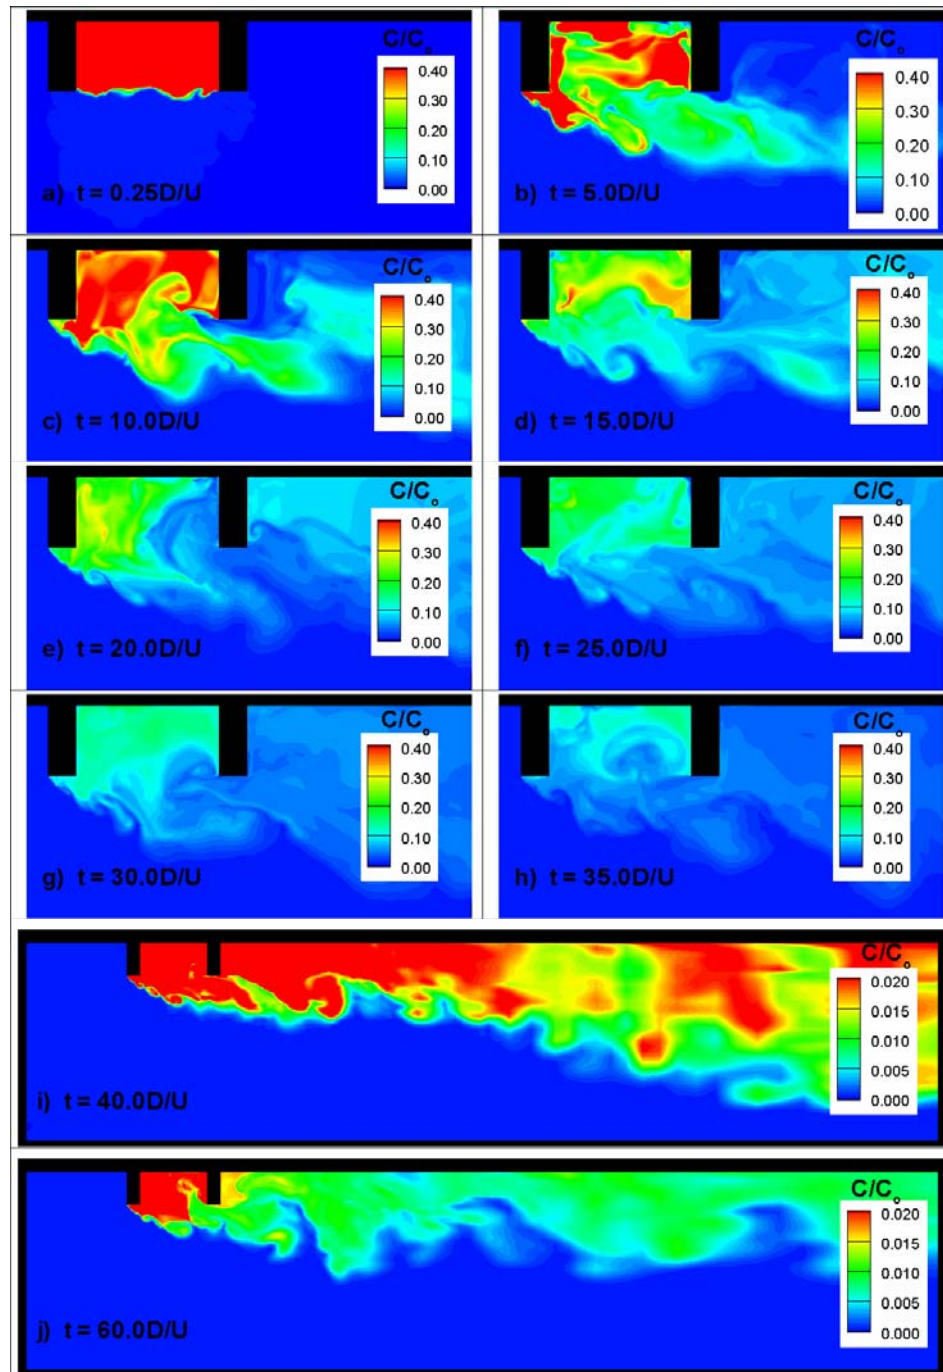 C/Co
0.40
0.30
0.20
0.10
0.00
a) t = 0.25D/U
C/Co
0.40
0.30
0.20
0.10
0.00
b) t = 5.0D/U
C/Co
0.40
0.30
0.20
0.10
0.00
c) t = 10.0D/U
C/Co
0.40
0.30
0.20
0.10
0.00
d) t = 15.0D/U
C/Co
0.40
0.30
0.20
0.10
0.00
e) t = 20.0D/U
C/Co
0.40
0.30
0.20
0.10
0.00
f) t = 25.0D/U
C/Co
0.40
0.30
0.20
0.10
0.00
g) t = 30.0D/U
C/Co
0.40
0.30
0.20
0.10
0.00
h) t = 35.0D/U
C/Co
0.020
0.015
0.010
0.005
0.000
i) t = 40.0D/U
C/Co
0.020
0.015
0.010
0.005
0.000
j) t = 60.0D/U